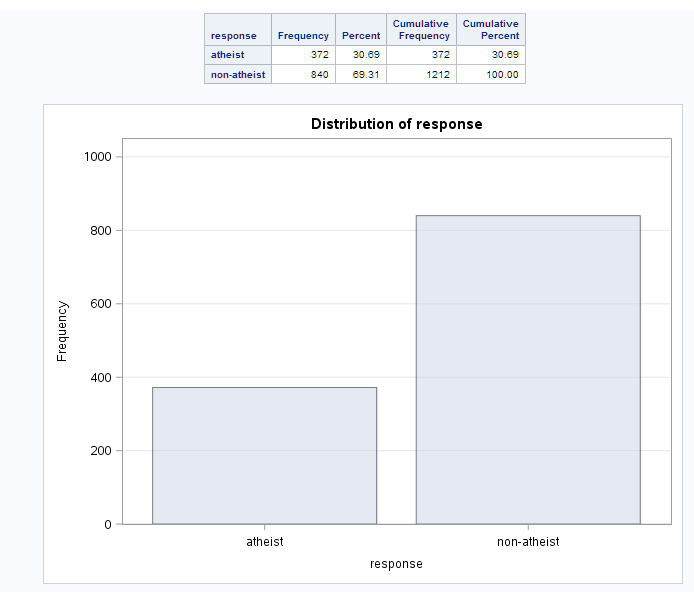 Cumulative Cumulative
response Frequency Percent Frequency Percent
atheist 372 30.69 372 30.69
non-atheist 840 69.31 1212 100.00
Distribution of response
1000
800
600
400
200
0
Frequency
atheist non-atheist
response